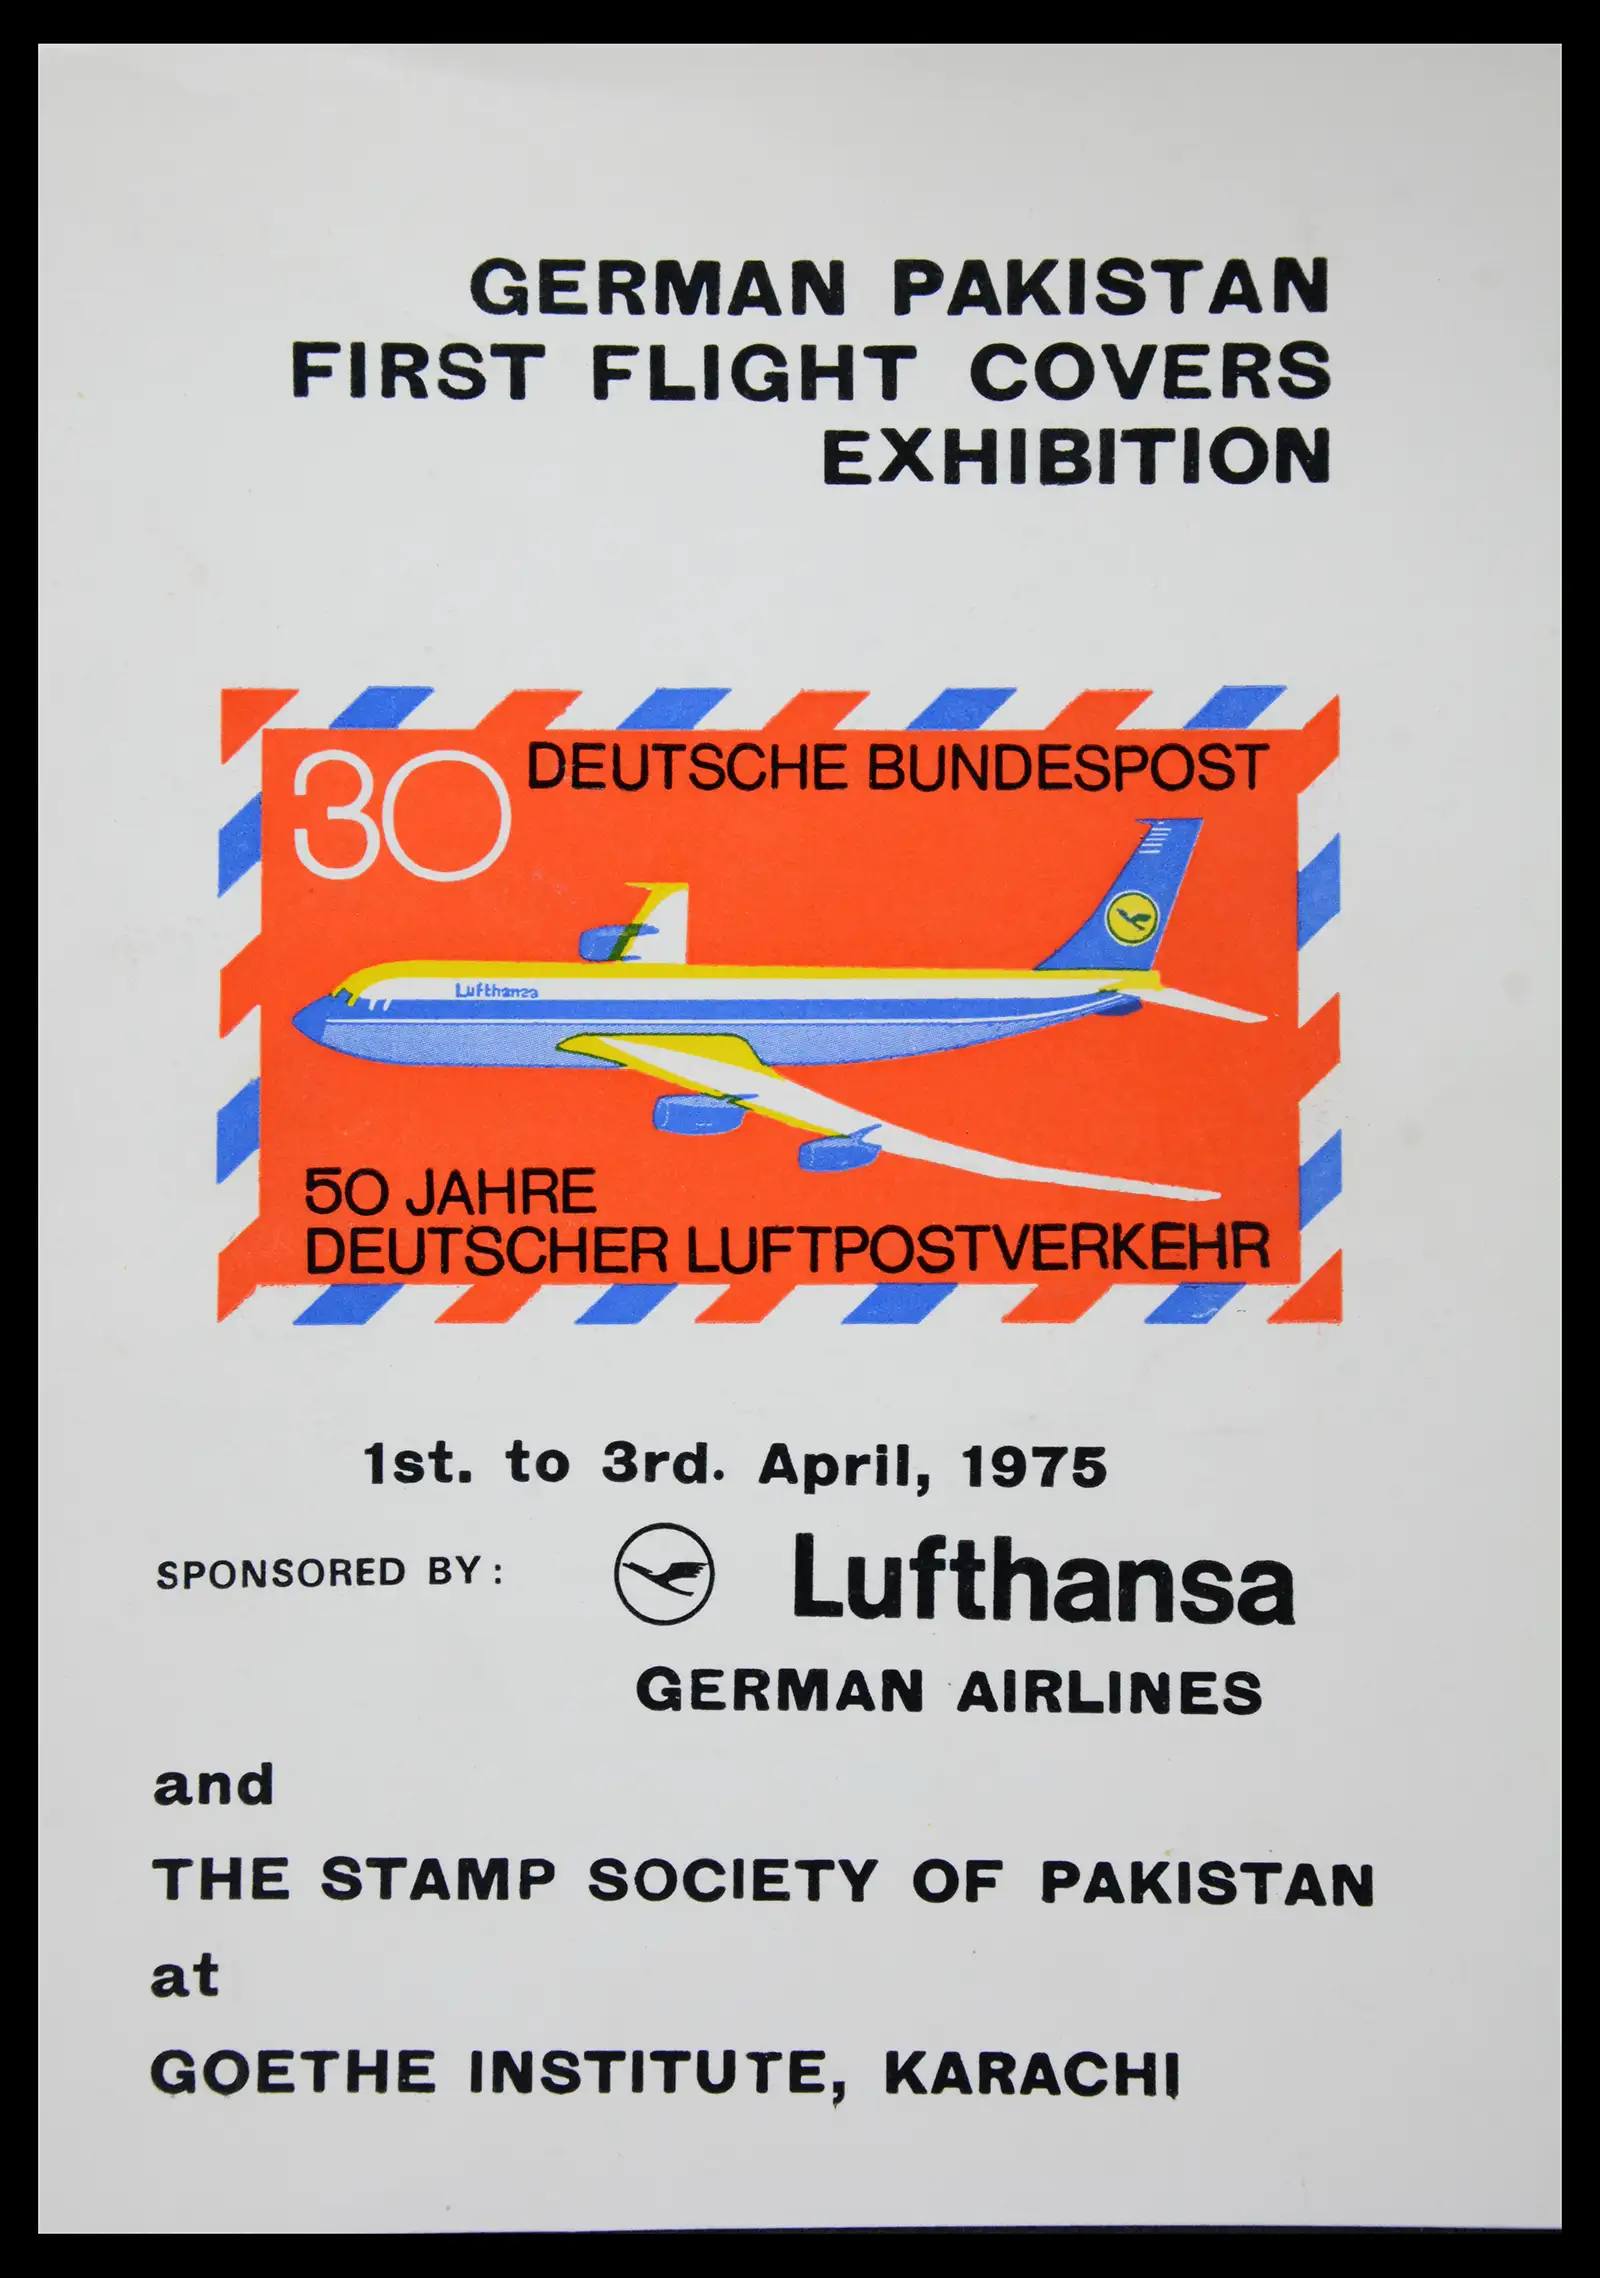 GERMAN PAKISTAN
FIRST FLIGHT COVERS
EXHIBITION
30 DEUTSCHE BUNDESPOST
Lufthansa
50 JAHRE
DEUTSCHER LUFTPOSTVERKEHR
1st. to 3rd. April, 1975
SPONSORED BY: Lufthansa
GERMAN AIRLINES
and
THE STAMP SOCIETY OF PAKISTAN
at
GOETHE INSTITUTE, KARACHI